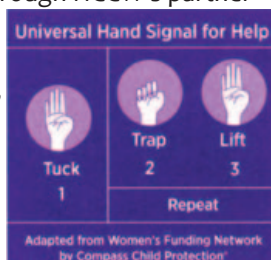 Universal Hand Signal for Help
Tuck
1
Trap
2
Lift
3
Repeat
Adapted from Women's Funding Network
by Compass Child Protection